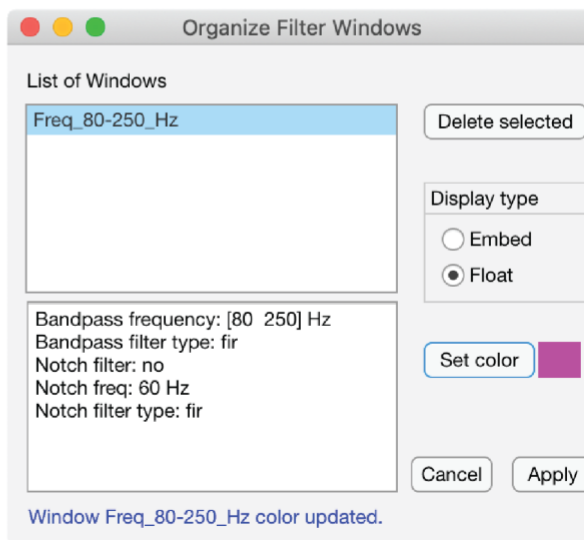 Organize Filter Windows
List of Windows
Freq_80-250_Hz
Delete selected
Display type
Embed
Float
Bandpass frequency: [80  250] Hz
Bandpass filter type: fir
Notch filter: no
Notch freq: 60 Hz
Notch filter type: fir
Set color
Cancel
Apply
Window Freq_80-250_Hz color updated.